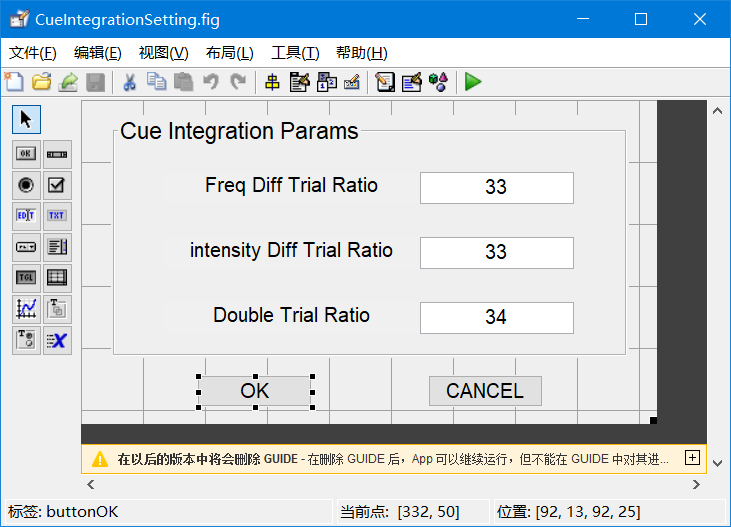 CueIntegrationSetting.fig
文件(F) 编辑(E) 视图(V) 布局(L) 工具(T) 帮助(H)
OK
EDIT TXT
TGL
T
T
X
Cue Integration Params
Freq Diff Trial Ratio 33
intensity Diff Trial Ratio 33
Double Trial Ratio 34
OK CANCEL
在以后的版本中将会删除 GUIDE - 在删除 GUIDE 后，App 可以继续运行，但不能在 GUIDE 中对其进...
标签: buttonOK 当前点: [332, 50] 位置: [92, 13, 92, 25]